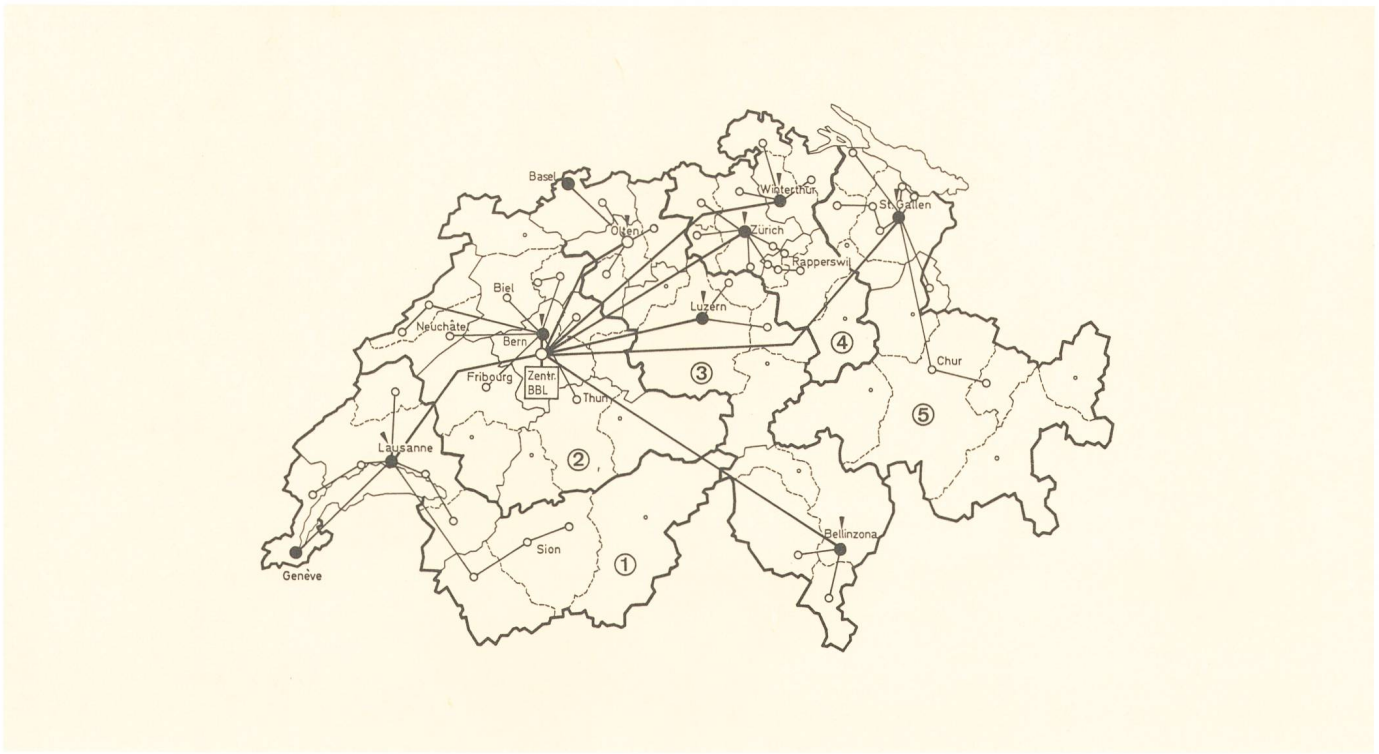 Basel
Winterthur
St. Gallen
Olten
Zürich
Rapperswil
Biel
Luzern
Neuchâtel
Bern
④
Chur
③
Fribourg
Zentr.
BBL
Thun
⑤
Lausanne
②
Bellinzona
Sion
①
Genève